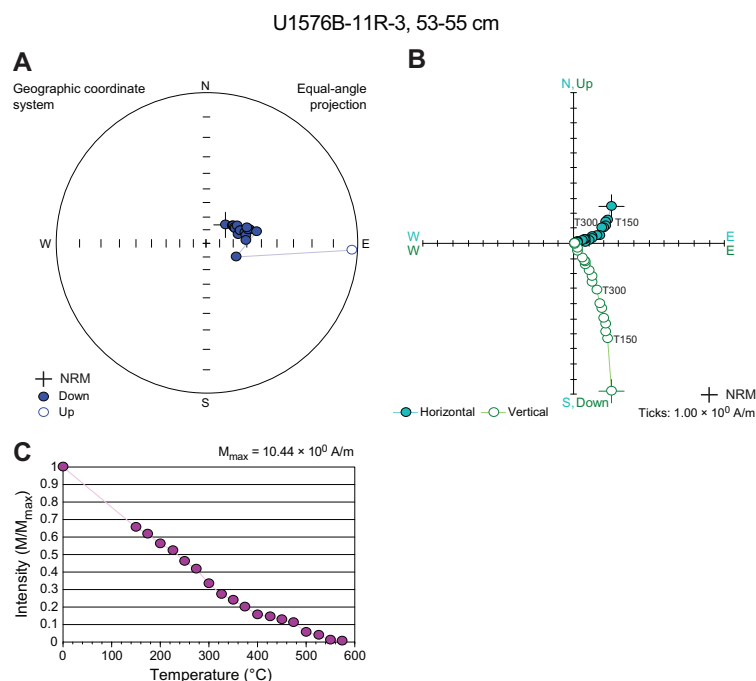 U1576B-11R-3, 53-55 cm
A
Geographic coordinate
system
Equal-angle
projection
N
W
E
S
NRM
Down
Up
B
N, Up
T300
T150
W
W
E
E
T300
T150
S, Down
NRM
Horizontal
Vertical
Ticks: 1.00 × 10⁰ A/m
C
Mmax = 10.44 × 10⁰ A/m
Intensity (M/Mmax)
1
0.9
0.8
0.7
0.6
0.5
0.4
0.3
0.2
0.1
0
0 100 200 300 400 500 600
Temperature (°C)